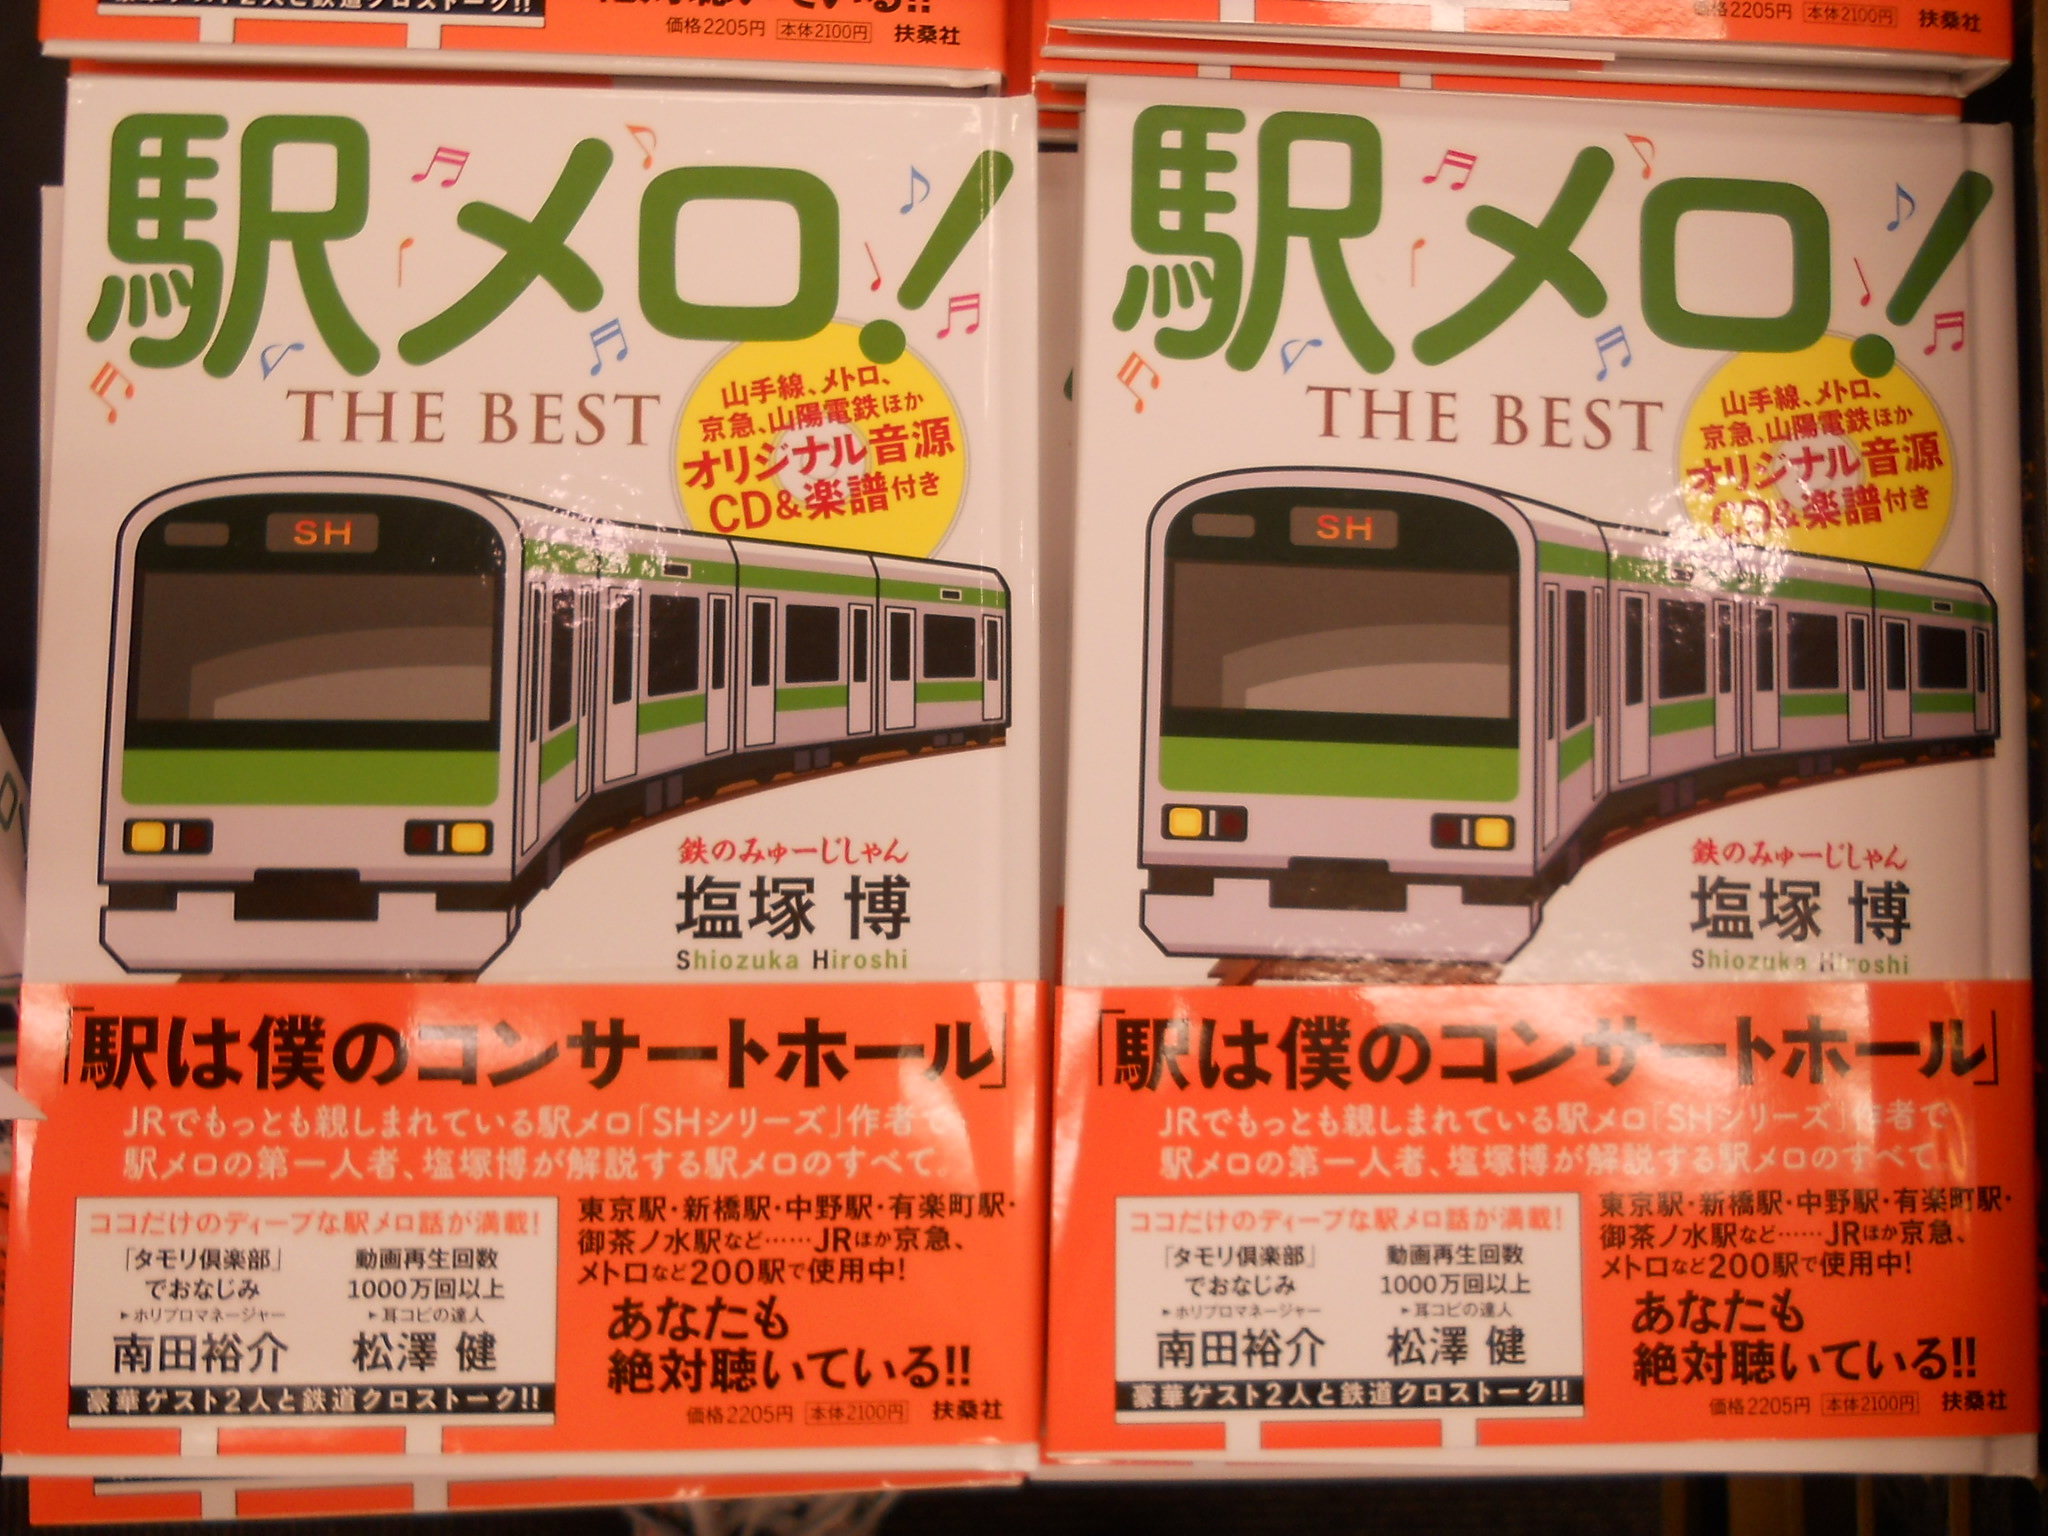 豪華ゲスト2人と鉄道クロストーク!!
価格2205円 本体2100円 扶桑社
価格2205円 本体2100円 扶桑社
駅メロ!
THE BEST
山手線、メトロ、
京急、山陽電鉄ほか
オリジナル音源
CD&楽譜付き
SH
鉄のみゅーじしゃん
塩塚 博
Shiozuka Hiroshi
「駅は僕のコンサートホール」
JRでもっとも親しまれている駅メロ「SHシリーズ」作者で、
駅メロの第一人者、塩塚博が解説する駅メロのすべて。
ココだけのディープな駅メロ話が満載!
「タモリ倶楽部」
でおなじみ
►ホリプロマネージャー
南田裕介
動画再生回数
1000万回以上
►耳コピの達人
松澤 健
豪華ゲスト2人と鉄道クロストーク!!
東京駅・新橋駅・中野駅・有楽町駅・
御茶ノ水駅など……JRほか京急、
メトロなど200駅で使用中!
あなたも
絶対聴いている!!
価格2205円 本体2100円 扶桑社
駅メロ!
THE BEST
山手線、メトロ、
京急、山陽電鉄ほか
オリジナル音源
CD&楽譜付き
SH
鉄のみゅーじしゃん
塩塚 博
Shiozuka Hiroshi
「駅は僕のコンサートホール」
JRでもっとも親しまれている駅メロ「SHシリーズ」作者で
駅メロの第一人者、塩塚博が解説する駅メロのすべて。
ココだけのディープな駅メロ話が満載!
「タモリ倶楽部」
でおなじみ
►ホリプロマネージャー
南田裕介
動画再生回数
1000万回以上
►耳コピの達人
松澤 健
豪華ゲスト2人と鉄道クロストーク!!
東京駅・新橋駅・中野駅・有楽町駅・
御茶ノ水駅など……JRほか京急、
メトロなど200駅で使用中!
あなたも
絶対聴いている!!
価格2205円 本体2100円 扶桑社